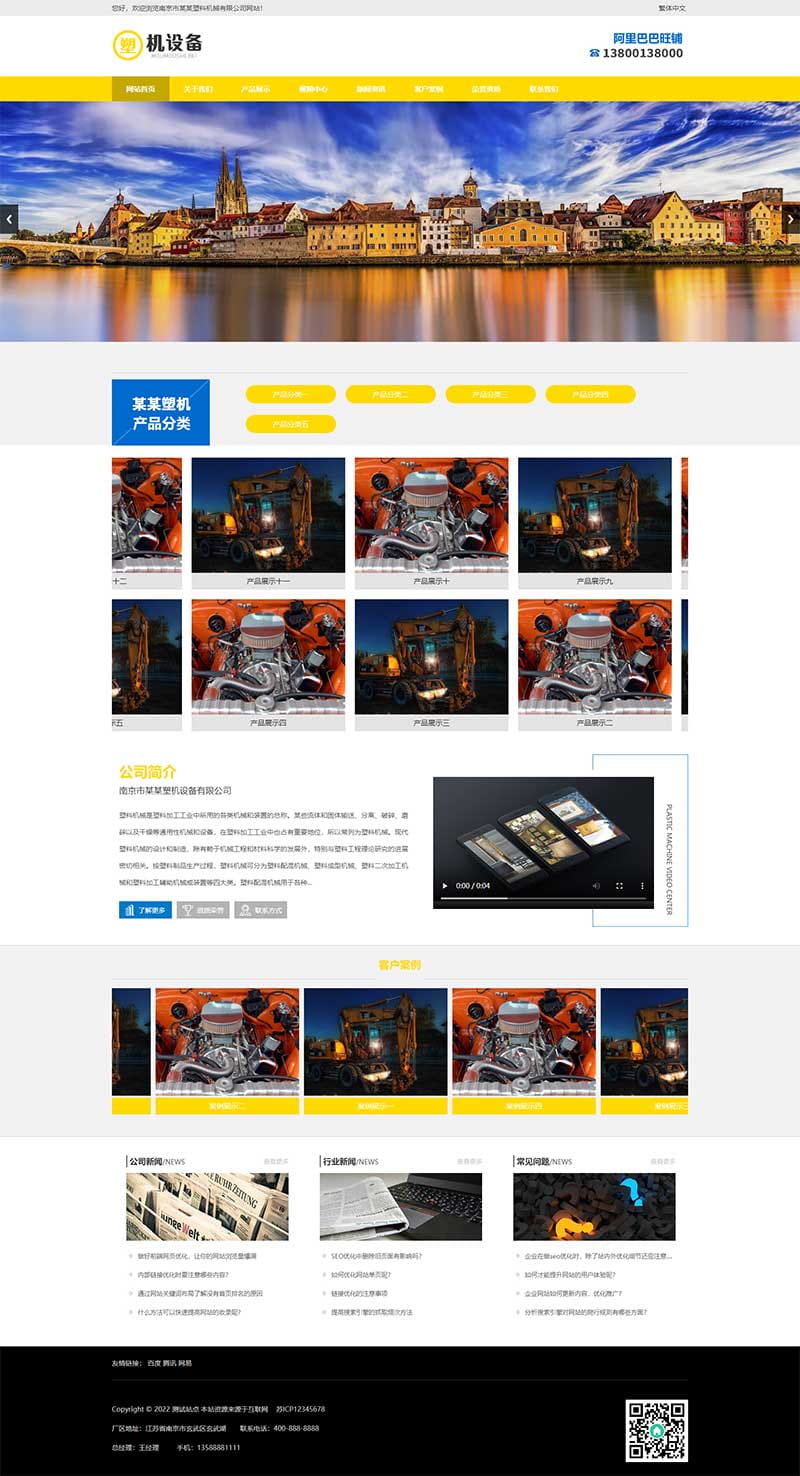 您好，欢迎浏览南京市某某塑料机械有限公司网站！
繁体中文
塑 机设备
阿里巴巴旺铺
13800138000
网站首页 关于我们 产品展示 视频中心 新闻资讯 客户案例 荣誉资质 联系我们
某某塑机
产品分类
产品分类一 产品分类二 产品分类三 产品分类四
产品分类五
十二 产品展示十一 产品展示十 产品展示九
示五 产品展示四 产品展示三 产品展示二
公司简介
南京市某某塑机设备有限公司
塑料机械是塑料加工工业中所用的各类机械和装置的总称。某些流体和固体输送、分离、破碎、磨
碎以及干燥等通用性机械和设备，在塑料加工工业中也占有重要地位，所以常列为塑料机械。现代
塑料机械的设计和制造，除有赖于机械工程和材料科学的发展外，特别与塑料工程理论研究的进展
密切相关。按塑料制品生产过程，塑料机械可分为塑料配混机械、塑料成型机械、塑料二次加工机
械和塑料加工辅助机械或装置等四大类。塑料配混机械用于各种...
了解更多 资质荣誉 联系方式
0:00 / 0:04
PLASTIC MACHINE VIDEO CENTER
客户案例
案例展示二 案例展示一 案例展示四 案例展示三
公司新闻/NEWS 查看更多
行业新闻/NEWS 查看更多
常见问题/NEWS 查看更多
做好前端网页优化，让你的网站浏览量爆满
内部链接优化时要注意哪些内容？
通过网站关键词布局了解没有首页排名的原因
什么方法可以快速提高网站的收录呢？
SEO优化中删除旧页面有影响吗？
如何优化网站单页呢？
链接优化的注意事项
提高搜索引擎的抓取频次方法
企业在做seo优化时，除了站内外优化细节还应注意...
如何才能提升网站的用户体验呢？
企业网站如何更新内容、优化推广？
分析搜索引擎对网站的爬行规则有哪些方面？
友情链接： 百度 腾讯 网易
Copyright © 2022 测试站点 本站资源来源于互联网 苏ICP12345678
厂区地址：江苏省南京市玄武区玄武湖 联系电话：400-888-8888
总经理：王经理 手机：13588881111